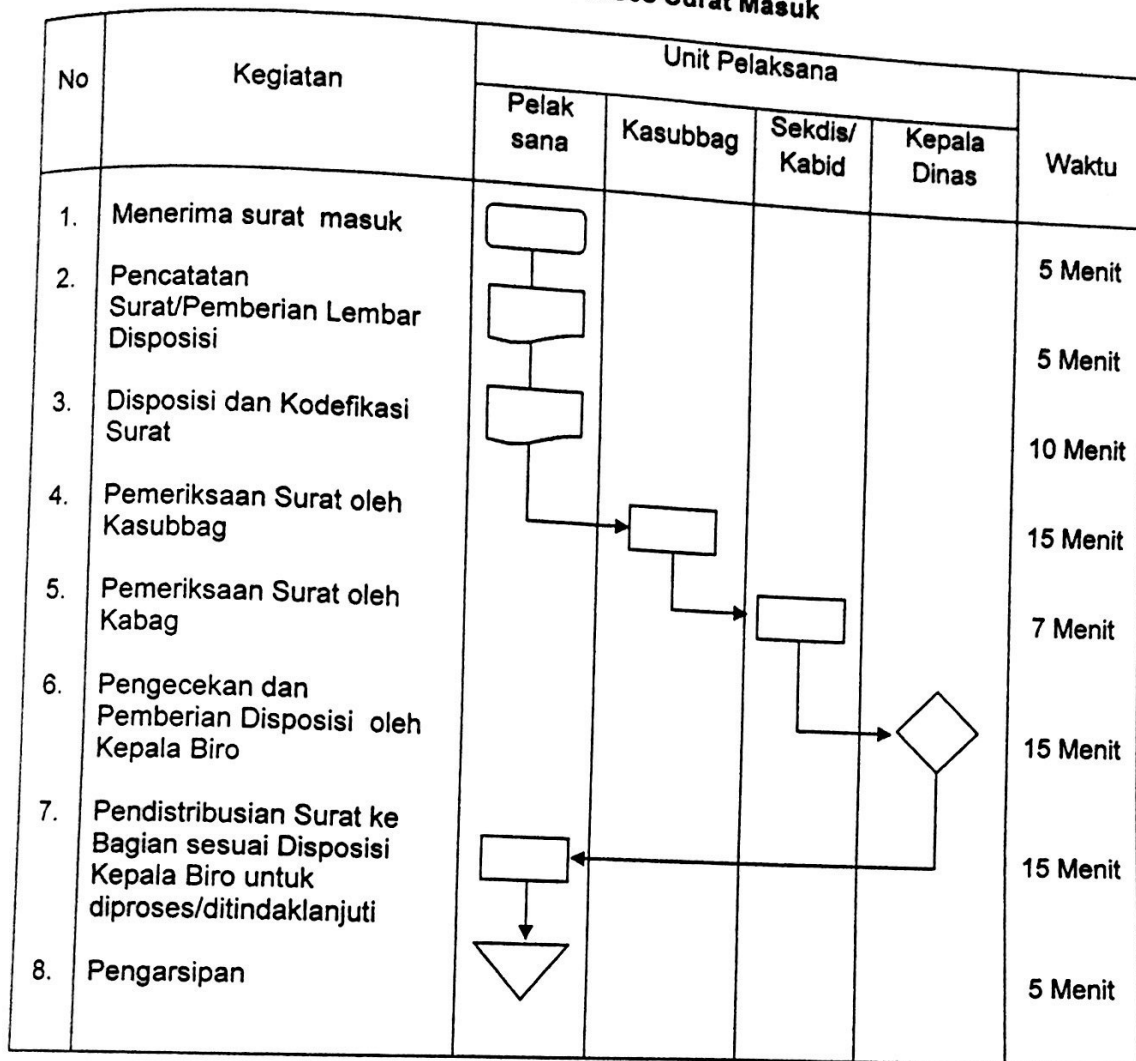 Surat Masuk
No
Kegiatan
Unit Pelaksana
Waktu
Pelak
sana
Kasubbag
Sekdis/
Kabid
Kepala
Dinas
1.
Menerima surat masuk
5 Menit
2.
Pencatatan
Surat/Pemberian Lembar
Disposisi
5 Menit
3.
Disposisi dan Kodefikasi
Surat
10 Menit
4.
Pemeriksaan Surat oleh
Kasubbag
15 Menit
5.
Pemeriksaan Surat oleh
Kabag
7 Menit
6.
Pengecekan dan
Pemberian Disposisi oleh
Kepala Biro
15 Menit
7.
Pendistribusian Surat ke
Bagian sesuai Disposisi
Kepala Biro untuk
diproses/ditindaklanjuti
15 Menit
8.
Pengarsipan
5 Menit